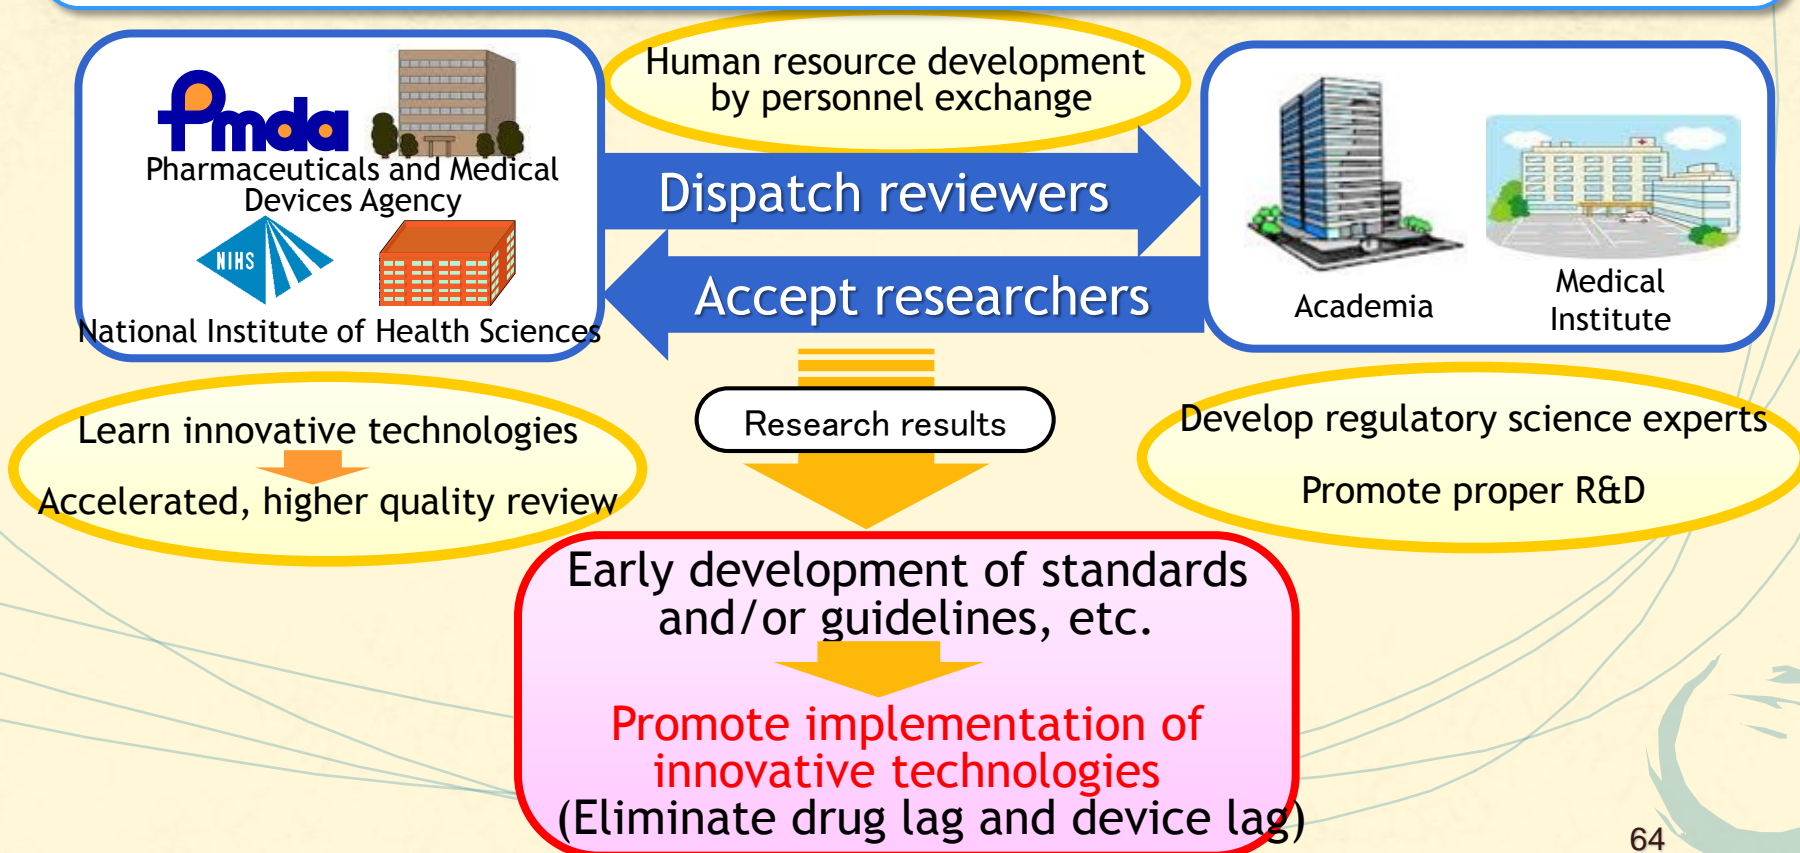 Human resource development
by personnel exchange
Pmda
Pharmaceuticals and Medical
Devices Agency
NIHS
National Institute of Health Sciences
Dispatch reviewers
Accept researchers
Academia
Medical
Institute
Learn innovative technologies
Accelerated, higher quality review
Research results
Develop regulatory science experts
Promote proper R&D
Early development of standards
and/or guidelines, etc.
Promote implementation of
innovative technologies
(Eliminate drug lag and device lag)
64